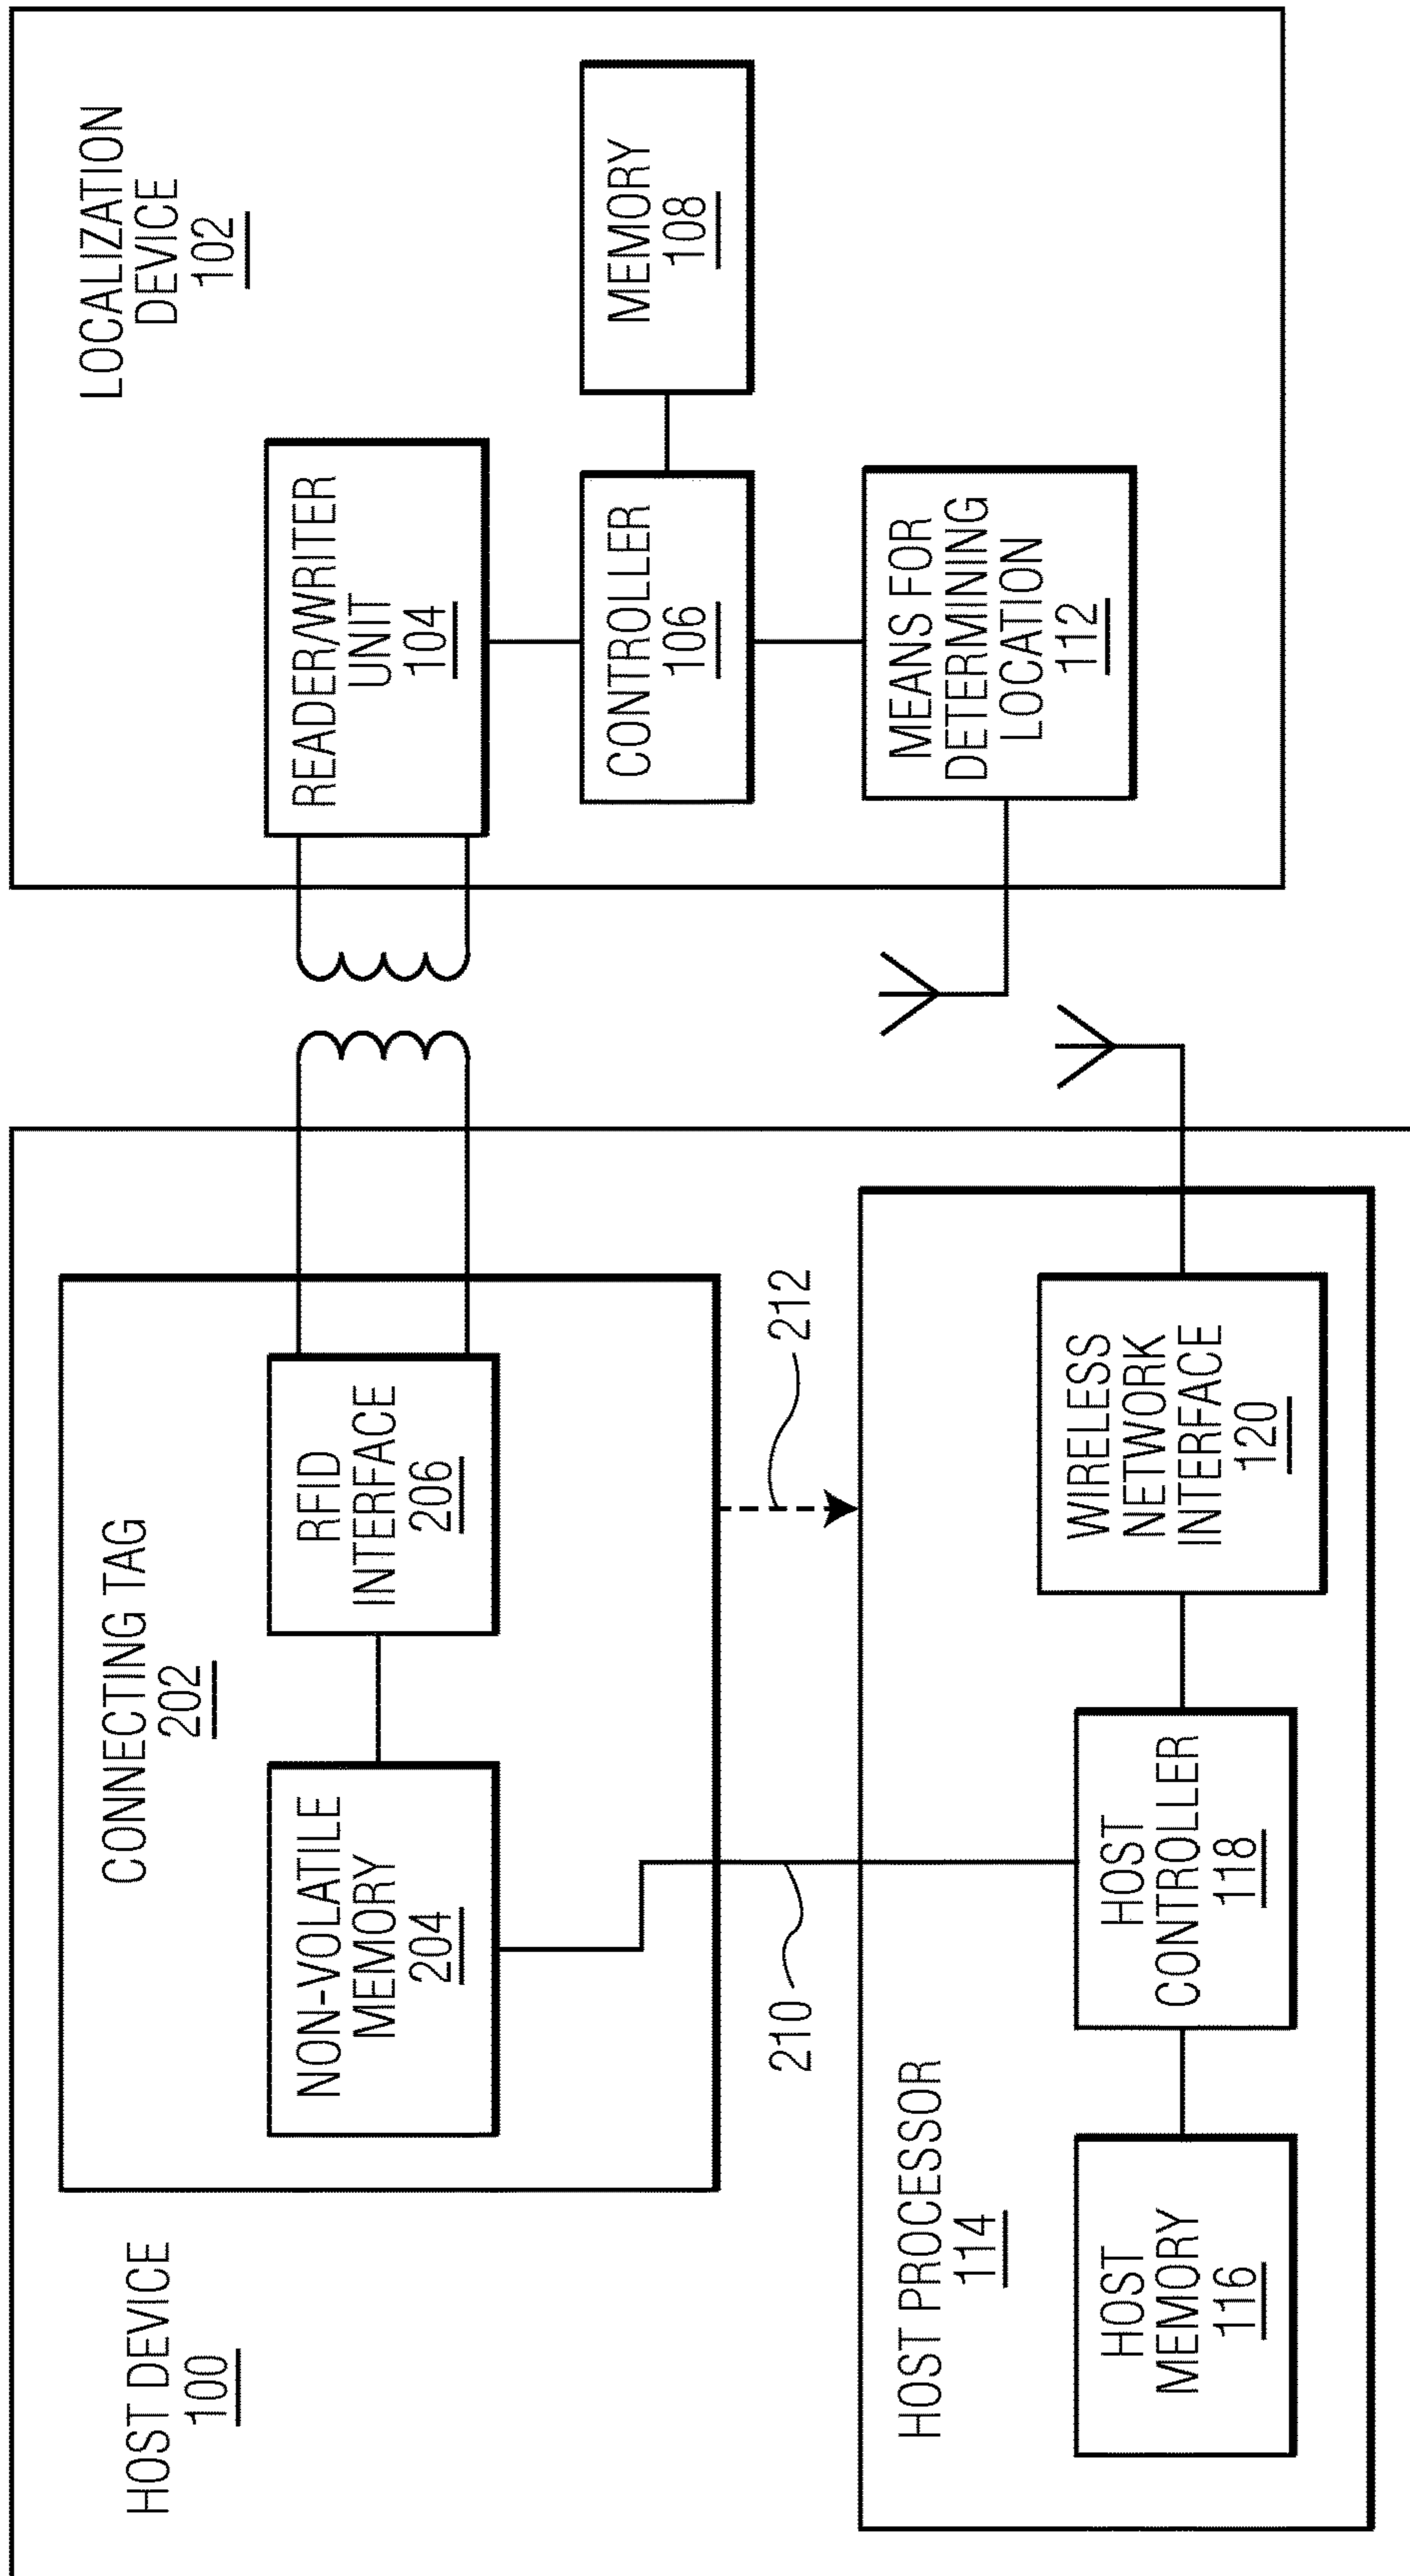 HOST DEVICE
100
CONNECTING TAG
202
NON-VOLATILE
MEMORY
204
RFID
INTERFACE
206
210
212
HOST PROCESSOR
114
HOST
MEMORY
116
HOST
CONTROLLER
118
WIRELESS
NETWORK
INTERFACE
120
LOCALIZATION
DEVICE
102
READER/WRITER
UNIT
104
CONTROLLER
106
MEMORY
108
MEANS FOR
DETERMINING
LOCATION
112